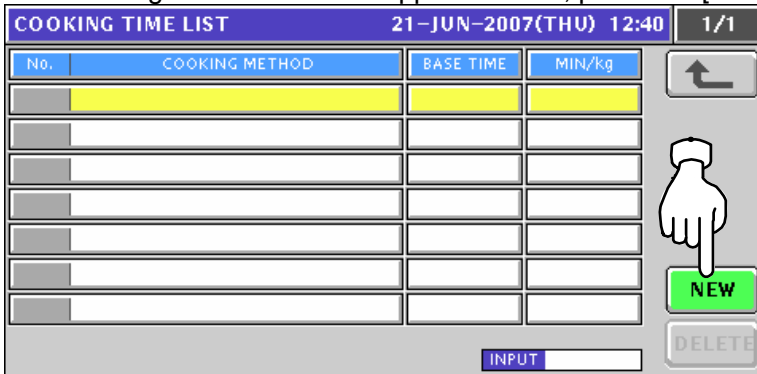 COOKING TIME LIST 21-JUN-2007(THU) 12:40 1/1
No. COOKING METHOD BASE TIME MIN/kg
NEW
DELETE
INPUT